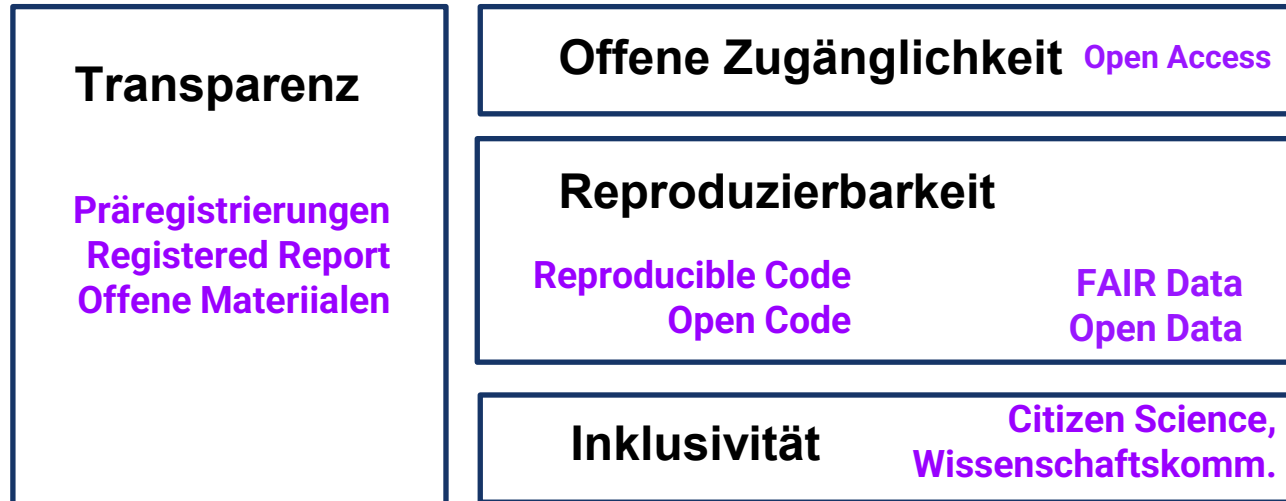 Transparenz
Präregistrierungen
Registered Report
Offene Materiialen
Offene Zugänglichkeit Open Access
Reproduzierbarkeit
Reproducible Code
Open Code
FAIR Data
Open Data
Inklusivität
Citizen Science,
Wissenschaftskomm.